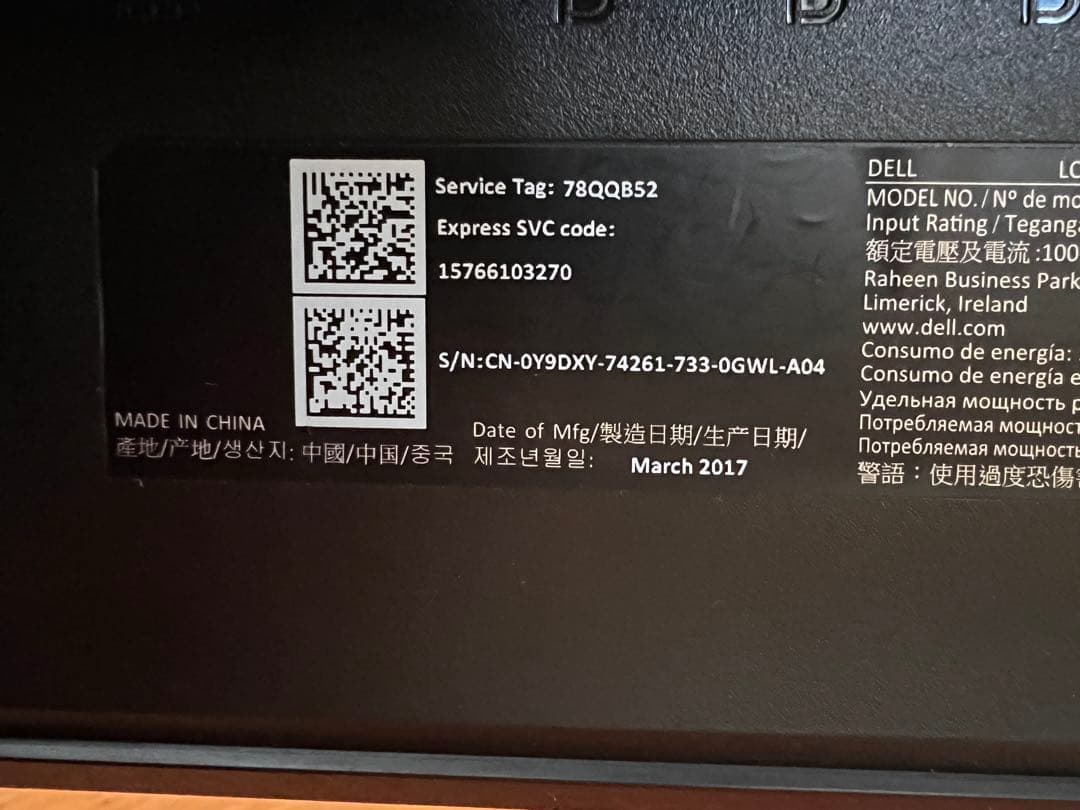 Service Tag: 78QQB52
Express SVC code:
15766103270
S/N:CN-0Y9DXY-74261-733-0GWL-A04
MADE IN CHINA
產地/产地/생산지: 中國/中国/중국
Date of Mfg/製造日期/生产日期/
제조년월일: March 2017
DELL
MODEL NO. / Nº de
Input Rating /
額定電壓及電流 :100
Raheen Business Park
Limerick, Ireland
www.dell.com
Consumo de energía:
Consumo de energía
Удельная мощность
Потребляемая
Потребляемая
警語：使用過度恐傷